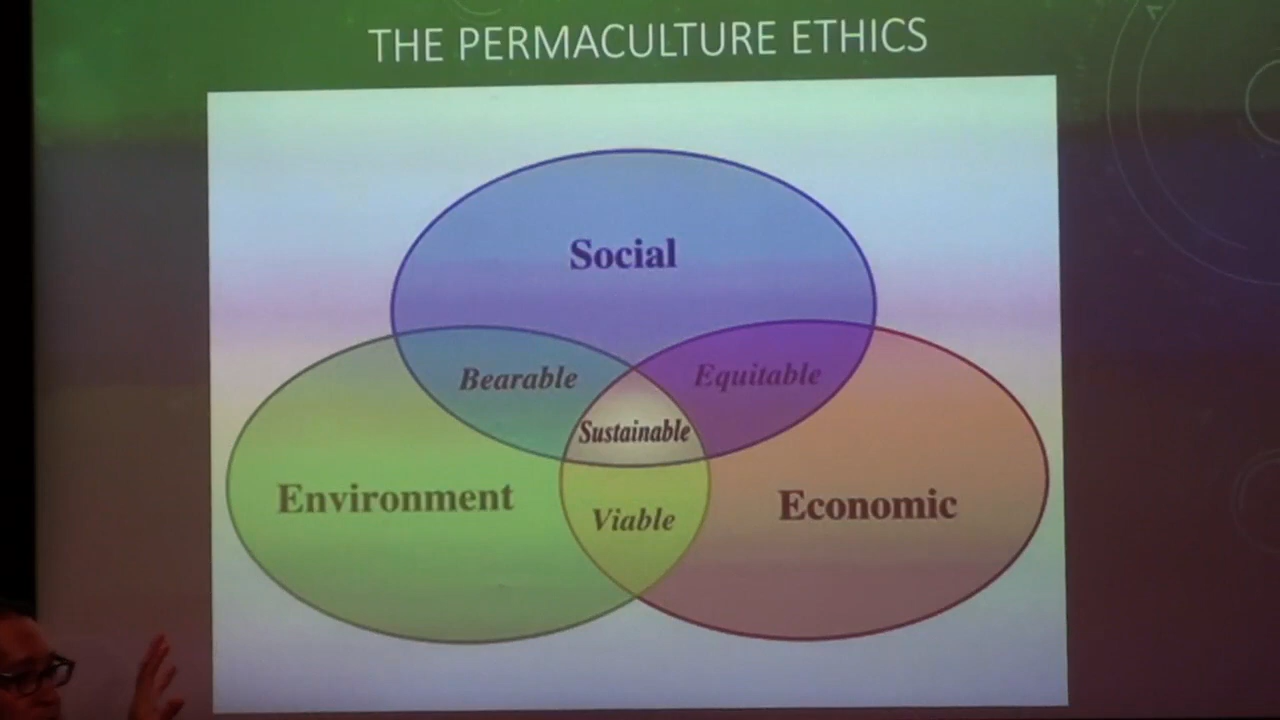 THE PERMACULTURE ETHICS
Social
Bearable
Equitable
Sustainable
Environment
Economic
Viable